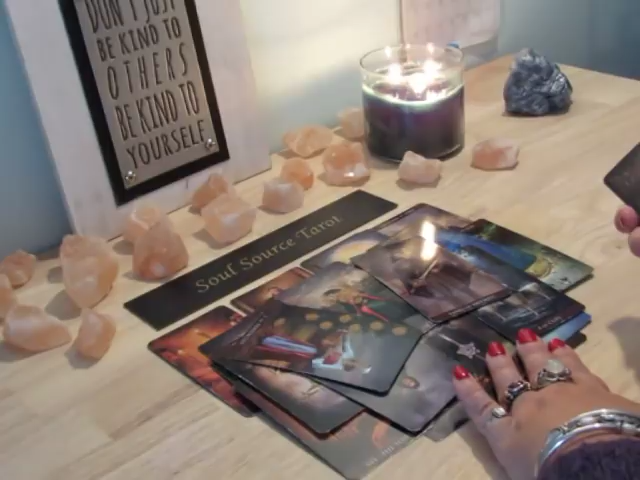 DON'T JUST
BE KIND TO
OTHERS
BE KIND TO
YOURSELF
Soul Source Tarot